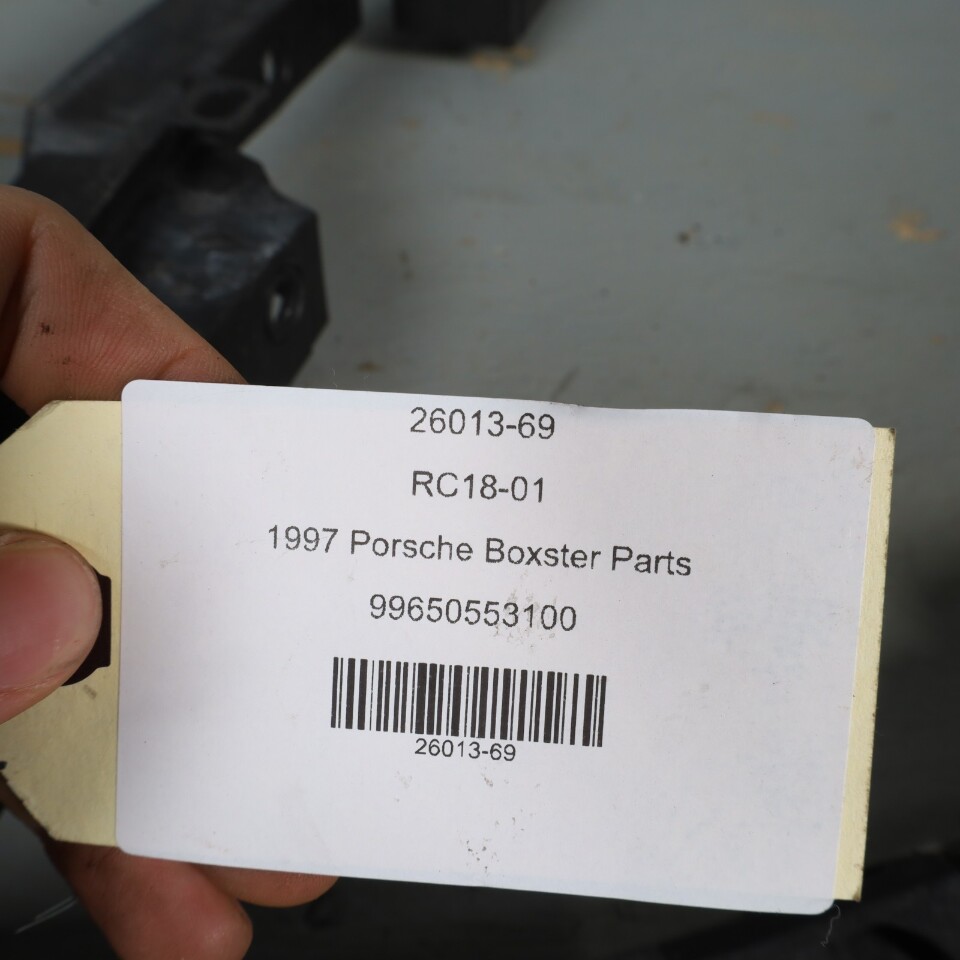 26013-69
RC18-01
1997 Porsche Boxster Parts
99650553100
26013-69